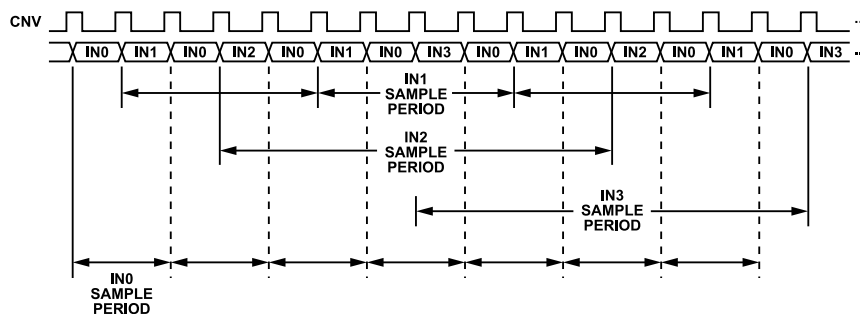 CNV
IN0 IN1 IN0 IN2 IN0 IN1 IN0 IN3 IN0 IN1 IN0 IN2 IN0 IN1 IN0 IN3
IN1
SAMPLE
PERIOD
IN2
SAMPLE
PERIOD
IN3
SAMPLE
PERIOD
IN0
SAMPLE
PERIOD